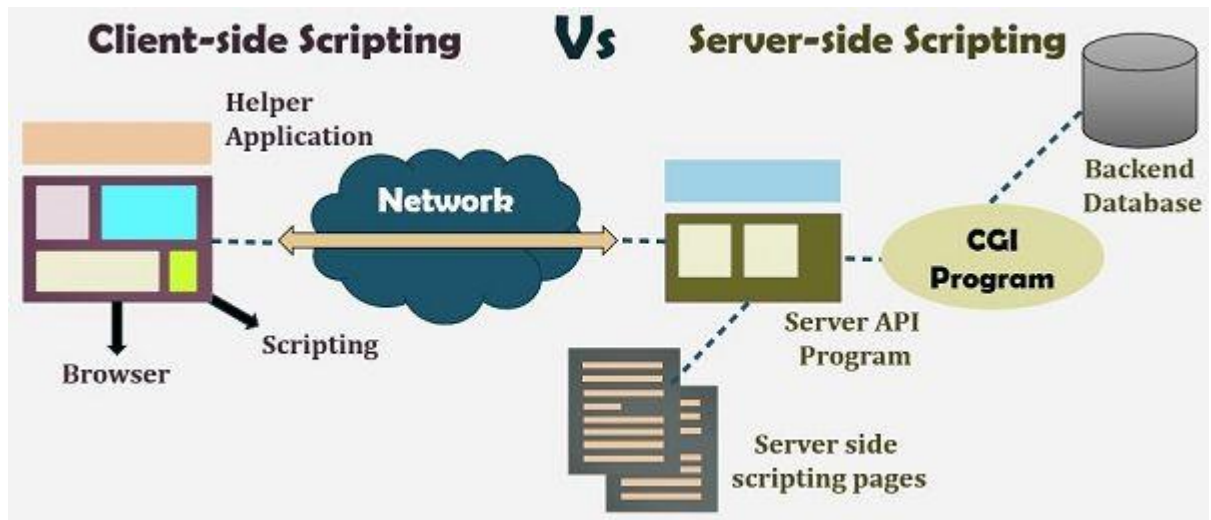 Client-side Scripting Vs Server-side Scripting
Helper
Application
Network
Backend
Database
CGI
Program
Server API
Program
Scripting
Browser
Server side
scripting pages